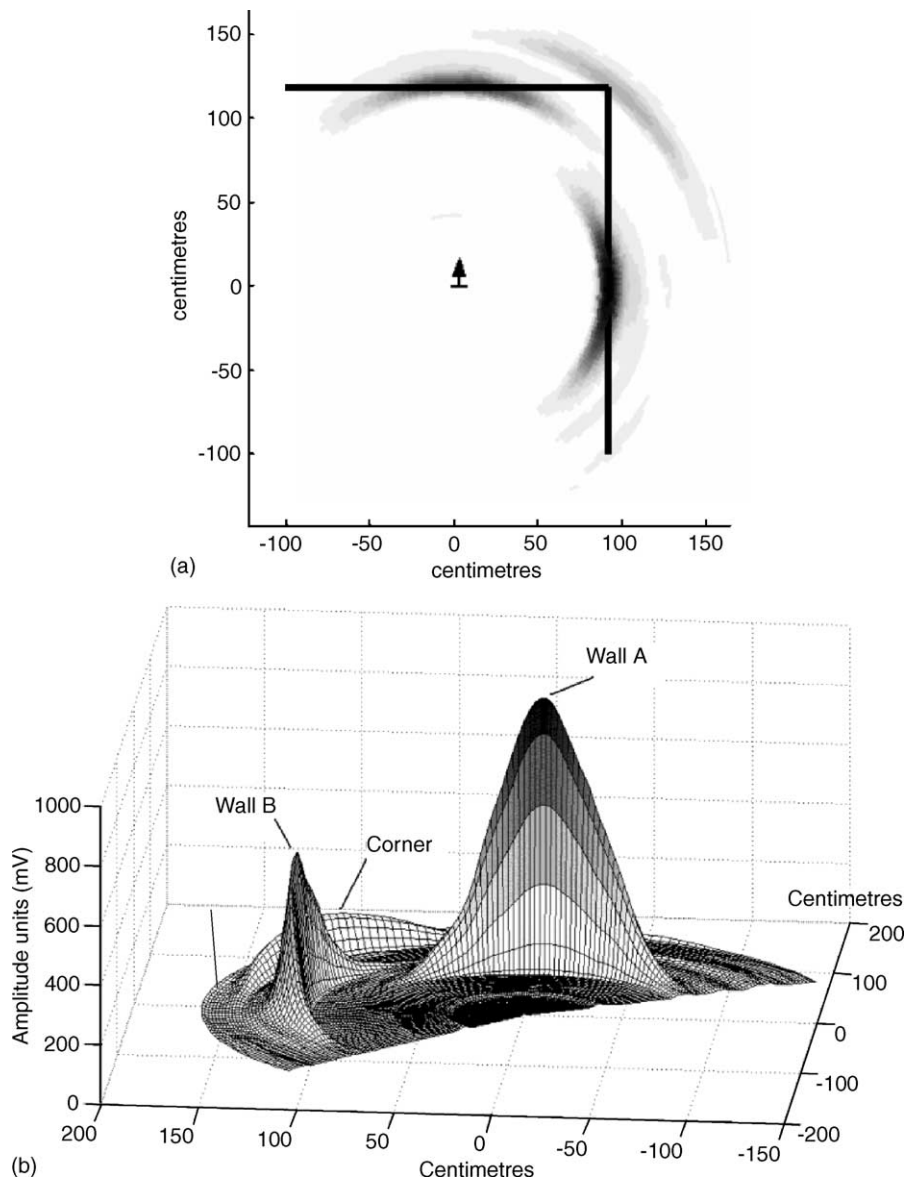 150
100
50
0
-50
-100
centimetres
-100 -50 0 50 100 150
centimetres
(a)
Wall A
Wall B
Corner
Centimetres
1000
800
600
400
200
0
Amplitude units (mV)
200
100
0
-100
-200
200 150 100 50 0 -50 -100 -150
Centimetres
(b)